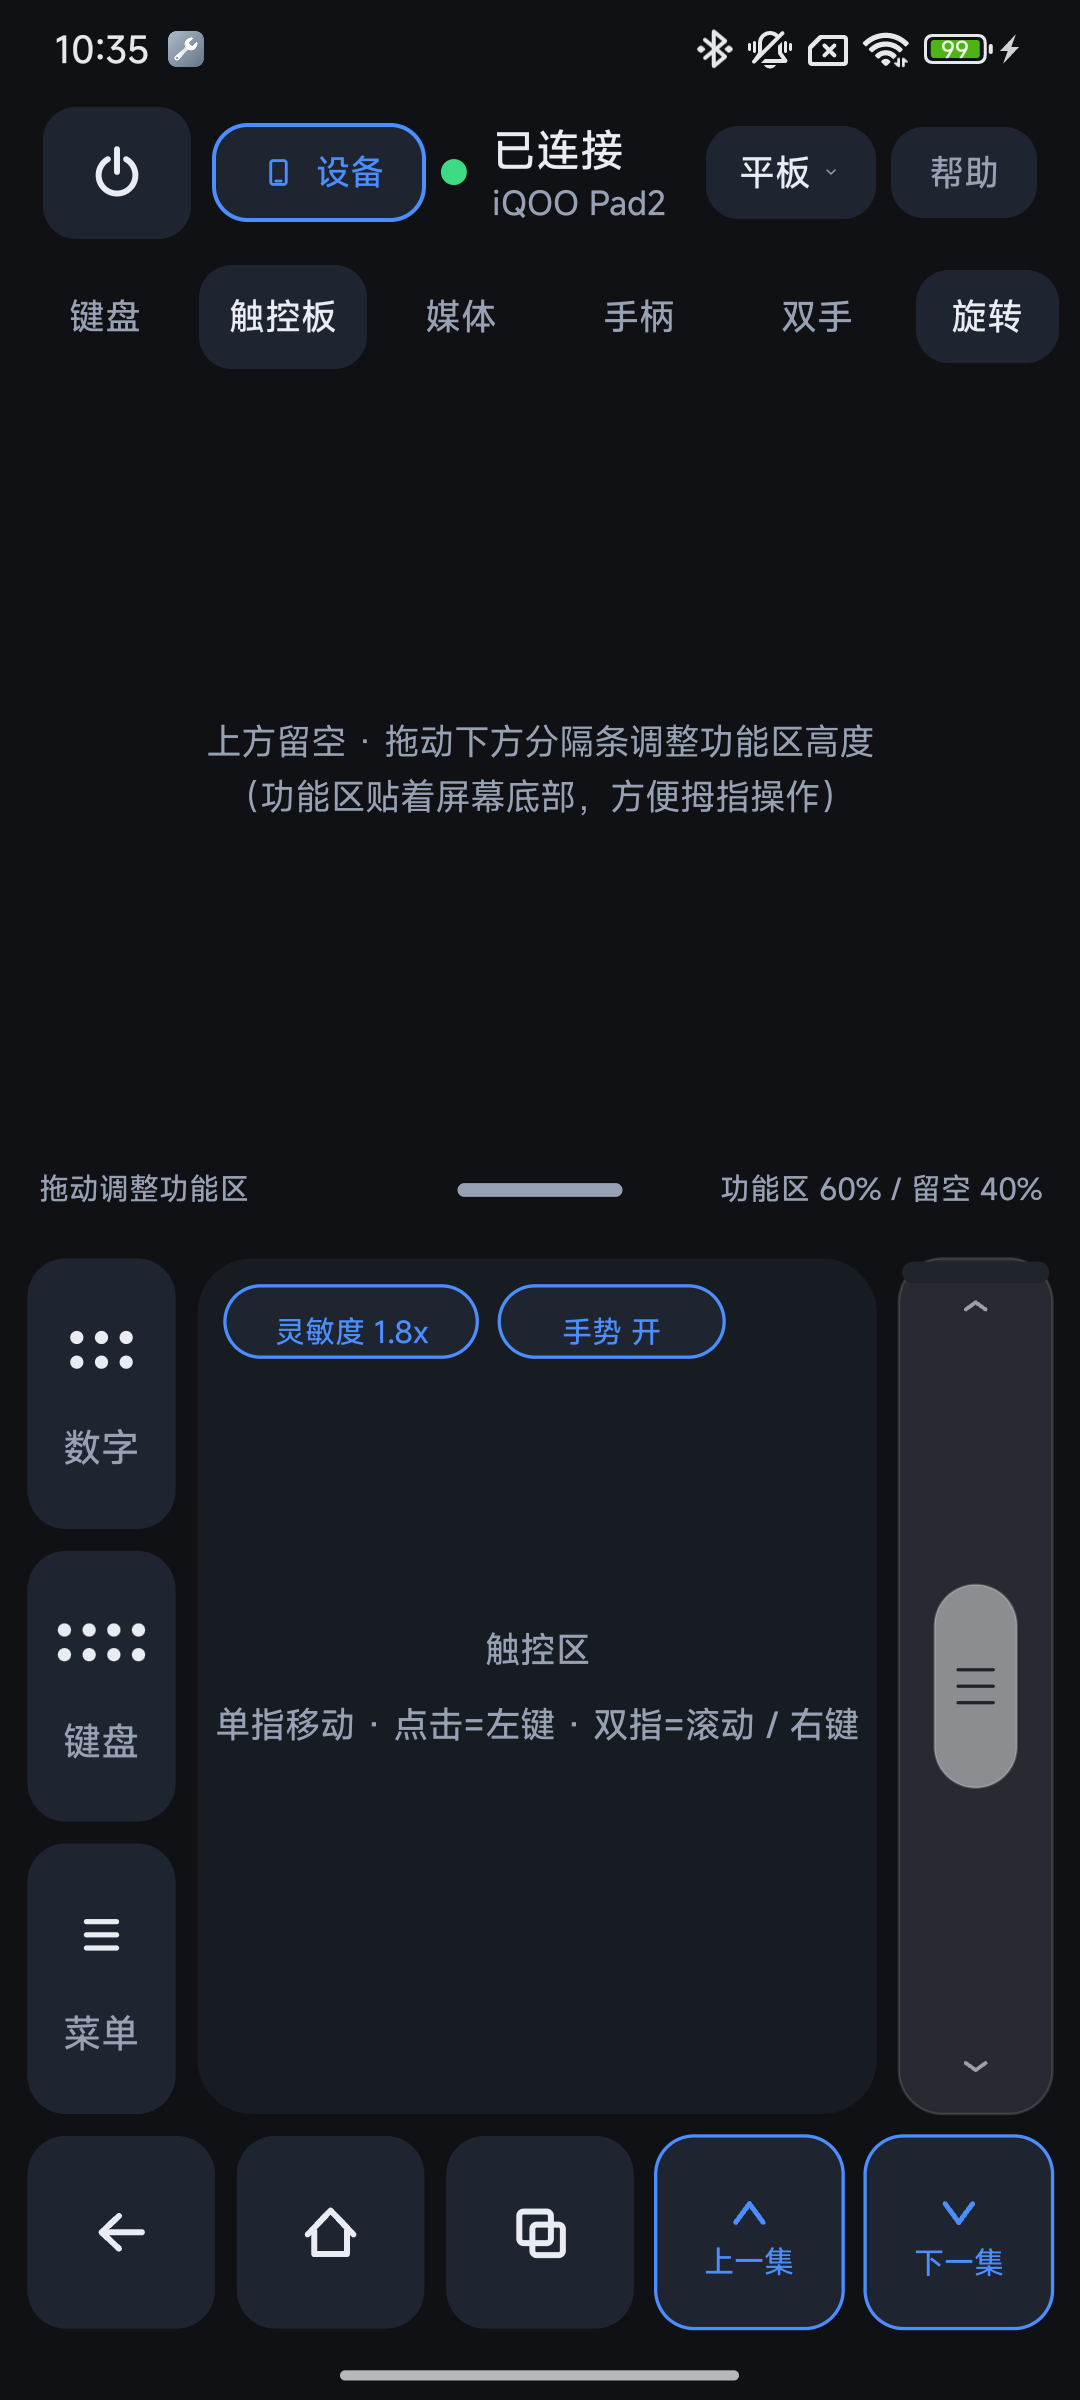 10:35
99
设备
已连接
iQOO Pad2
平板
帮助
键盘
触控板
媒体
手柄
双手
旋转
上方留空 · 拖动下方分隔条调整功能区高度
（功能区贴着屏幕底部，方便拇指操作）
拖动调整功能区
功能区 60% / 留空 40%
灵敏度 1.8x
手势 开
数字
触控区
单指移动 · 点击=左键 · 双指=滚动 / 右键
键盘
菜单
上一集
下一集